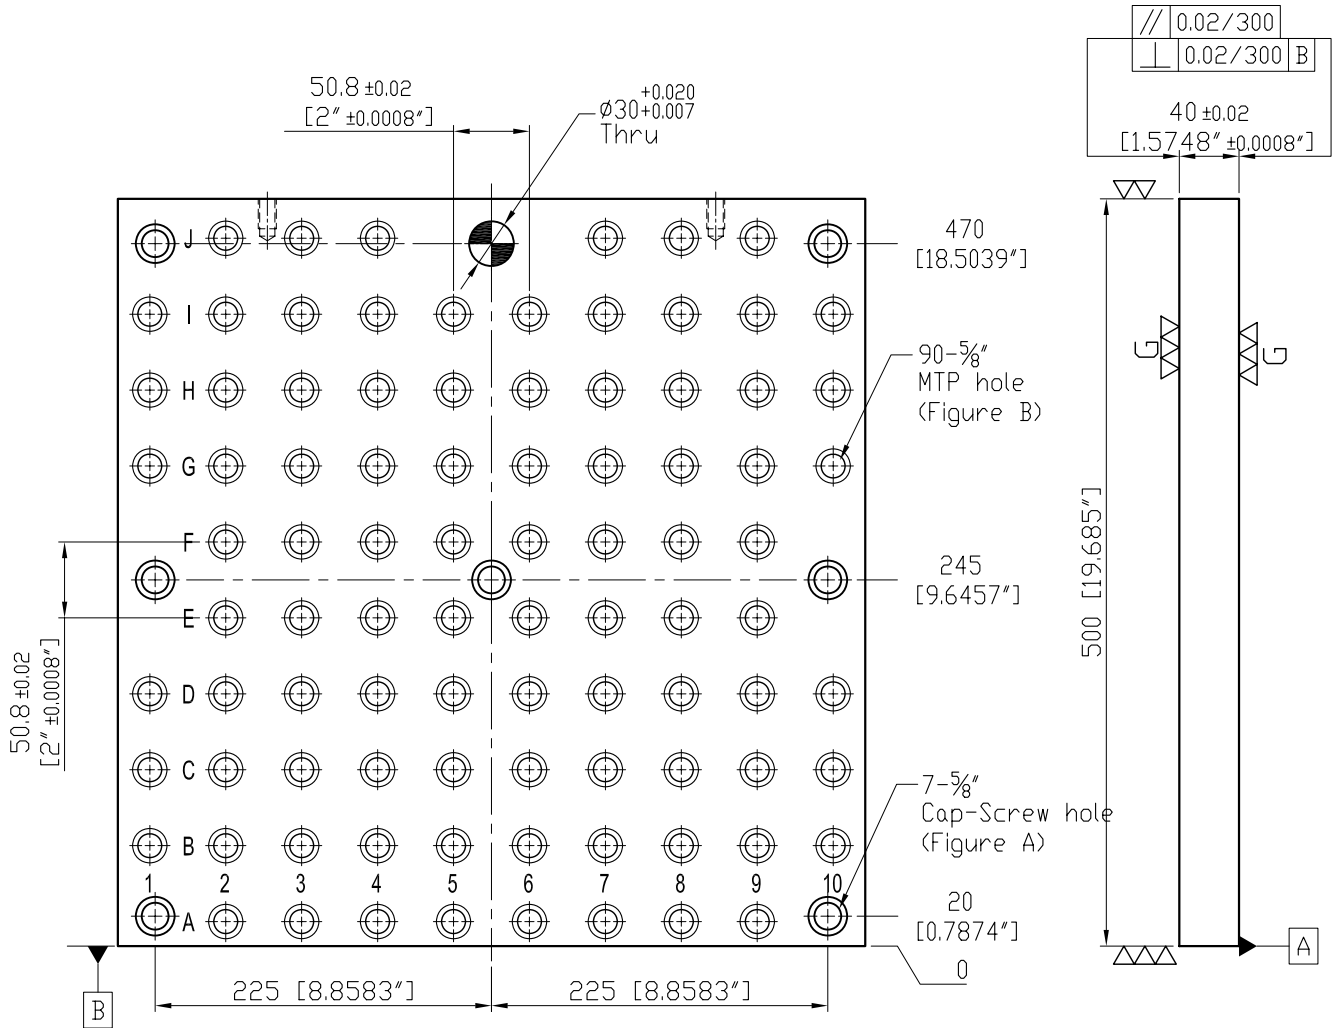 // 0.02/300
⊥ 0.02/300 B
40 ±0.02
[1.5748″ ±0.0008″]
50.8 ±0.02
[2″ ±0.0008″]
+0.020
Ø30+0.007
Thru
J
470
[18.5039″]
I
90-⅝″
MTP hole
(Figure B)
H
G
G
G
F
245
[9.6457″]
E
500 [19.685″]
50.8 ±0.02
[2″ ±0.0008″]
D
C
7-⅝″
Cap-Screw hole
(Figure A)
B
1 2 3 4 5 6 7 8 9 10
A
20
[0.7874″]
0
A
225 [8.8583″]
225 [8.8583″]
B